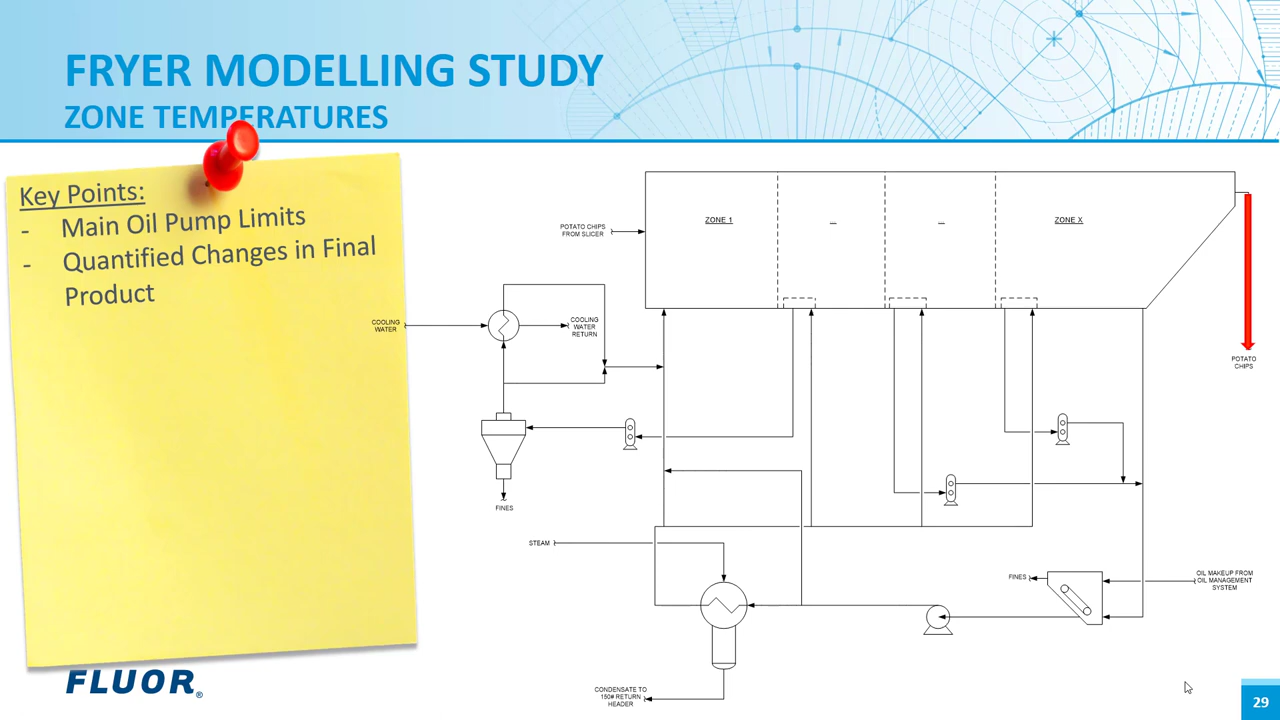 FRYER MODELLING STUDY
ZONE TEMPERATURES
Key Points:
- Main Oil Pump Limits
- Quantified Changes in Final
Product
POTATO CHIPS
FROM SLICER
ZONE 1
...
...
ZONE X
COOLING
WATER
COOLING
WATER
RETURN
POTATO
CHIPS
FINES
STEAM
FINES
OIL MAKEUP FROM
OIL MANAGEMENT
SYSTEM
CONDENSATE TO
150# RETURN
HEADER
FLUOR®
29